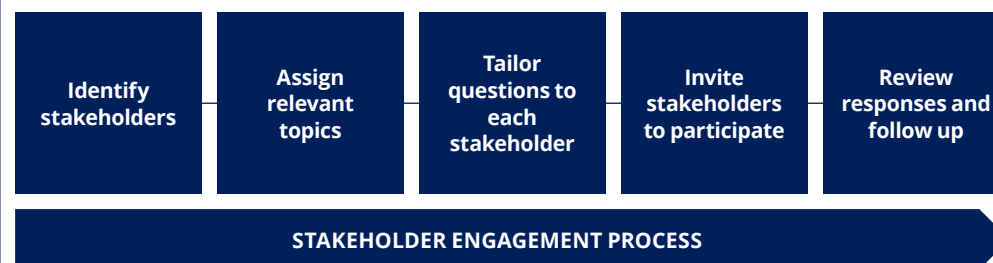 Identify
stakeholders
Assign
relevant
topics
Tailor
questions to
each
stakeholder
Invite
stakeholders
to participate
Review
responses and
follow up
STAKEHOLDER ENGAGEMENT PROCESS